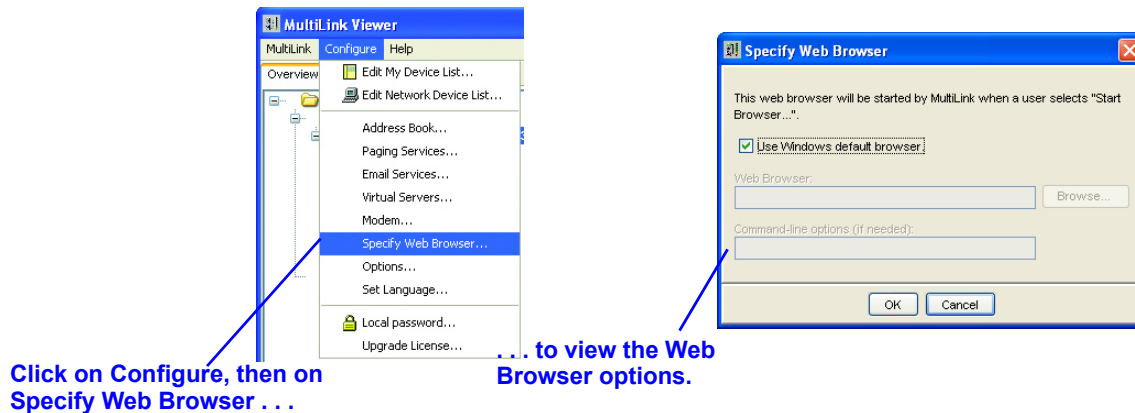 MultiLink Viewer
MultiLink Configure Help
Overview
Edit My Device List...
Edit Network Device List...
Address Book...
Paging Services...
Email Services...
Virtual Servers...
Modem...
Specify Web Browser...
Options...
Set Language...
Local password...
Upgrade License...
Click on Configure, then on
Specify Web Browser . . .
Specify Web Browser
This web browser will be started by MultiLink when a user selects "Start
Browser...".
Use Windows default browser.
Web Browser:
Browse...
Command-line options (if needed):
OK Cancel
. . . to view the Web
Browser options.